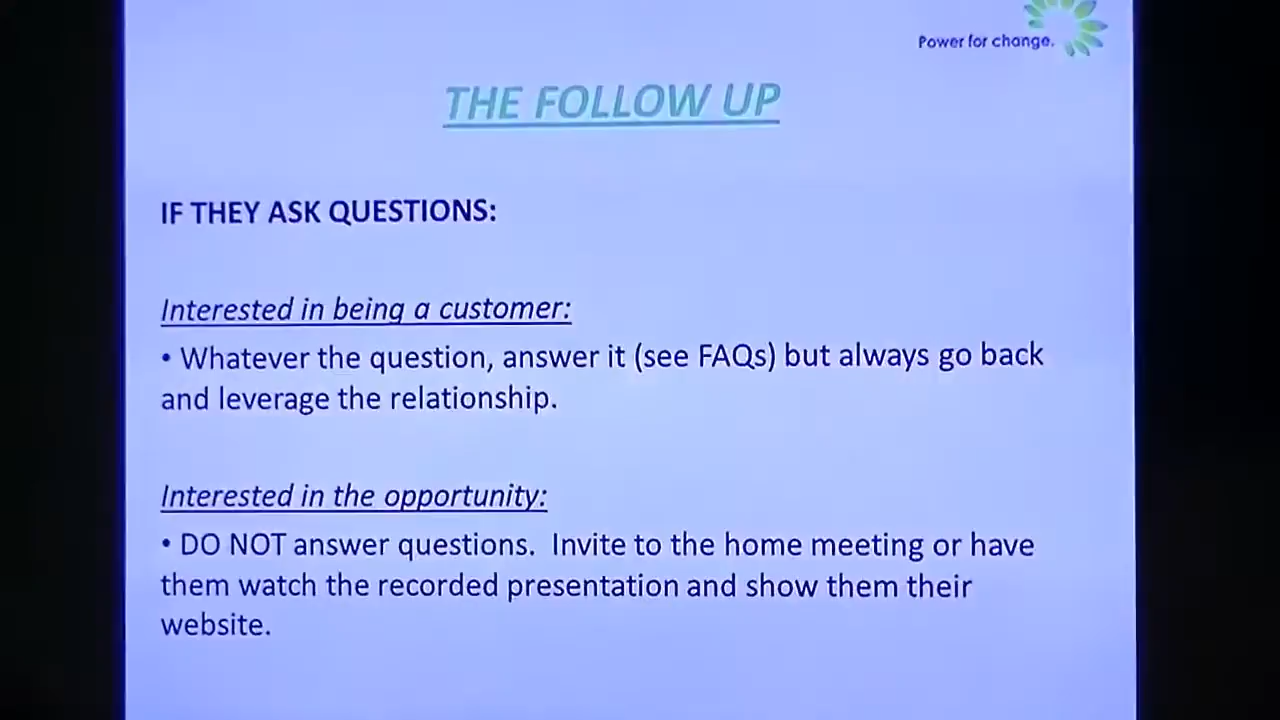 Power for change.
THE FOLLOW UP
IF THEY ASK QUESTIONS:
Interested in being a customer:
• Whatever the question, answer it (see FAQs) but always go back
and leverage the relationship.
Interested in the opportunity:
• DO NOT answer questions.  Invite to the home meeting or have
them watch the recorded presentation and show them their
website.